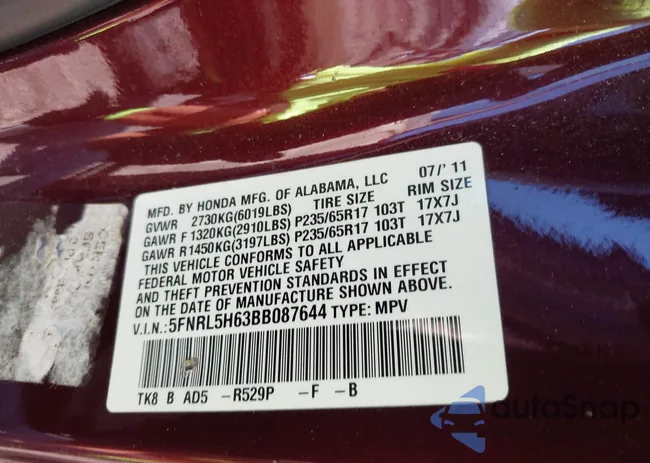 MFD. BY HONDA MFG. OF ALABAMA, LLC 07/'11
GVWR 2730KG(6019LBS) TIRE SIZE RIM SIZE
GAWR F 1320KG(2910LBS) P235/65R17 103T 17X7J
GAWR R1450KG(3197LBS) P235/65R17 103T 17X7J
THIS VEHICLE CONFORMS TO ALL APPLICABLE
FEDERAL MOTOR VEHICLE SAFETY
AND THEFT PREVENTION STANDARDS IN EFFECT
ON THE DATE OF MANUFACTURE SHOWN ABOVE.
V.I.N.: 5FNRL5H63BB087644 TYPE: MPV
TK8 B AD5 -R529P -F -B
autoSnap